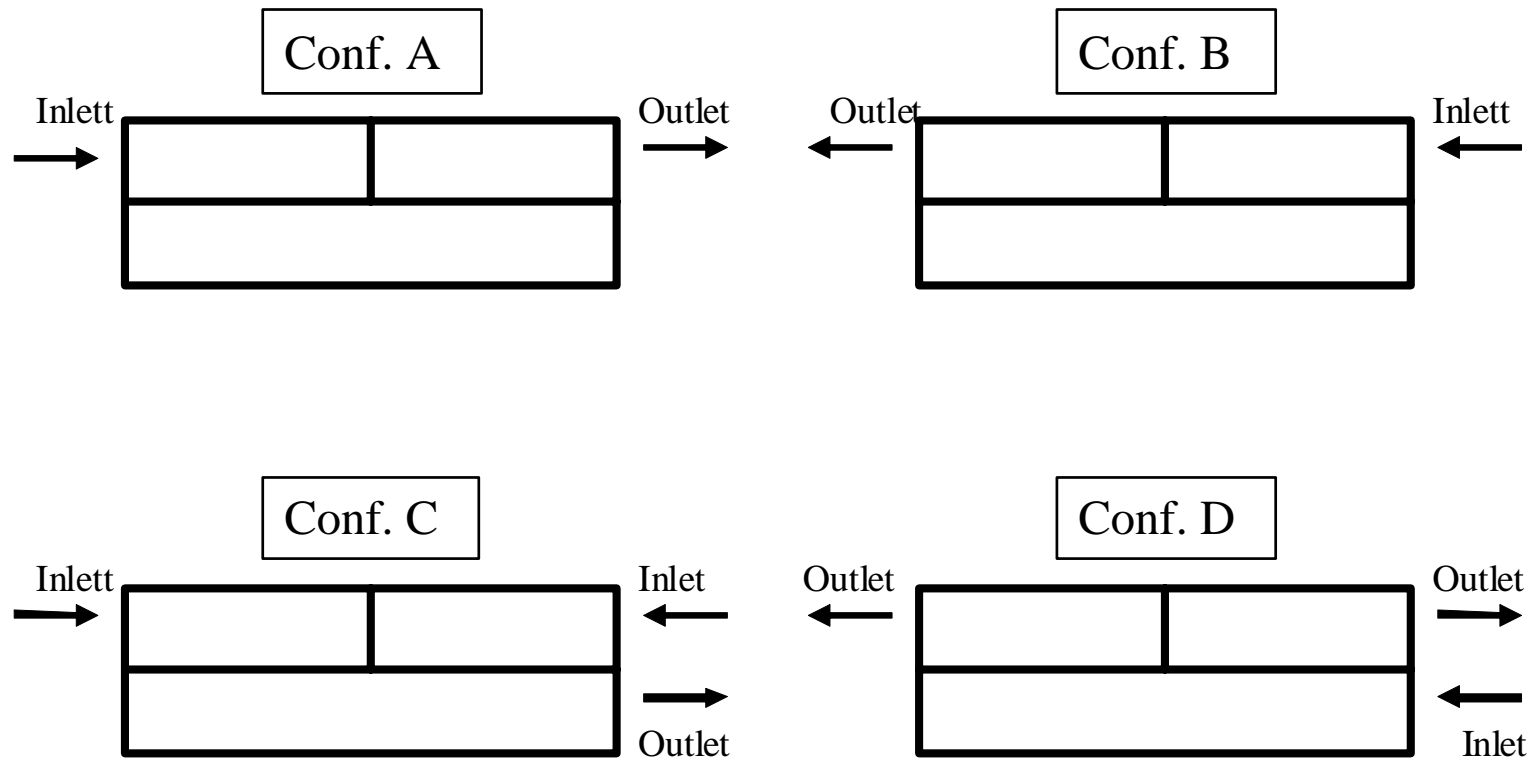 Conf. A
Conf. B
Inlett
Outlet
Outlet
Inlett
Conf. C
Conf. D
Inlett
Inlet
Outlet
Outlet
Outlet
Inlet